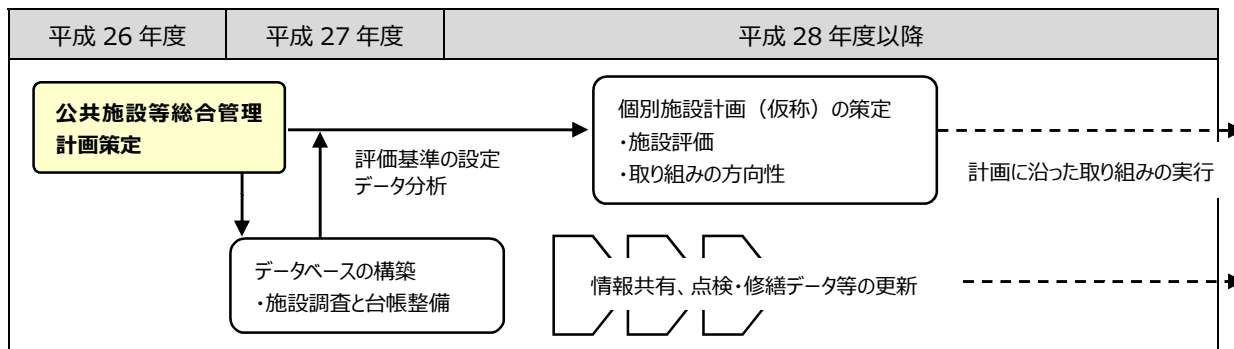 平成 26 年度
平成 27 年度
平成 28 年度以降
公共施設等総合管理
計画策定
評価基準の設定
データ分析
個別施設計画（仮称）の策定
・施設評価
・取り組みの方向性
計画に沿った取り組みの実行
データベースの構築
・施設調査と台帳整備
情報共有、点検・修繕データ等の更新